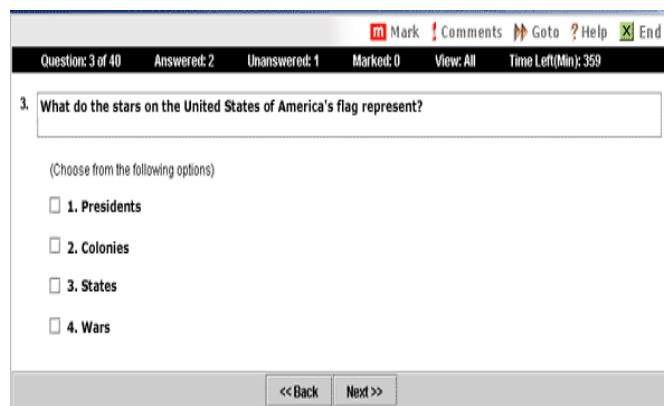 m Mark ! Comments Goto ? Help X End
Question: 3 of 40 Answered: 2 Unanswered: 1 Marked: 0 View: All Time Left(Min): 359
3. What do the stars on the United States of America's flag represent?
(Choose from the following options)
1. Presidents
2. Colonies
3. States
4. Wars
<< Back Next >>